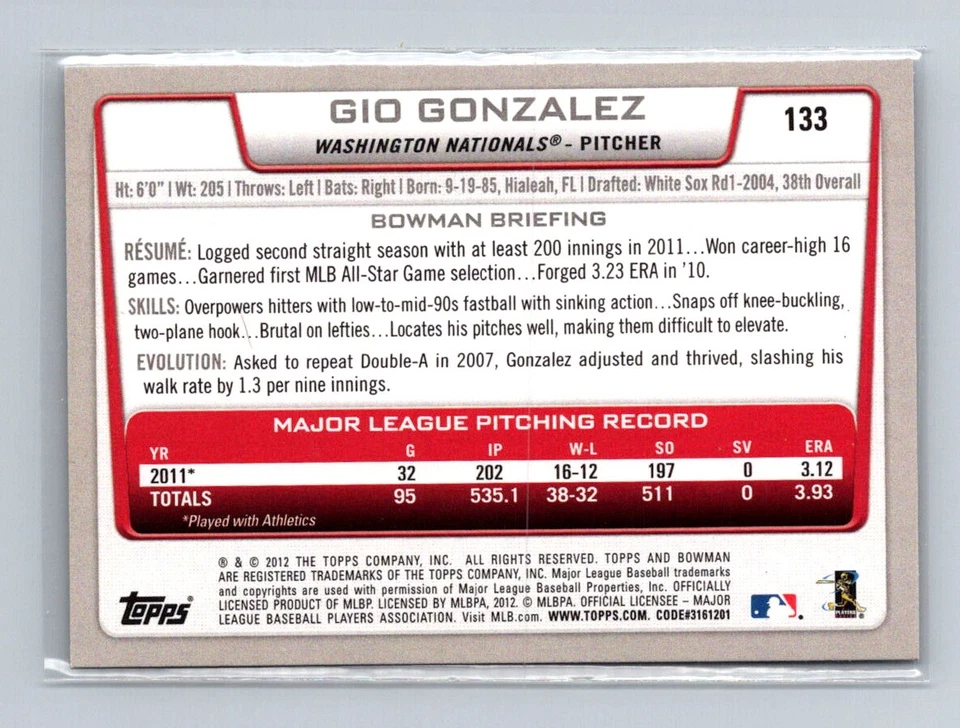 GIO GONZALEZ
WASHINGTON NATIONALS® - PITCHER
133
Ht: 6'0" | Wt: 205 | Throws: Left | Bats: Right | Born: 9-19-85, Hialeah, FL | Drafted: White Sox Rd1-2004, 38th Overall
BOWMAN BRIEFING
RÉSUMÉ: Logged second straight season with at least 200 innings in 2011...Won career-high 16
games...Garnered first MLB All-Star Game selection...Forged 3.23 ERA in '10.
SKILLS: Overpowers hitters with low-to-mid-90s fastball with sinking action...Snaps off knee-buckling,
two-plane hook...Brutal on lefties...Locates his pitches well, making them difficult to elevate.
EVOLUTION: Asked to repeat Double-A in 2007, Gonzalez adjusted and thrived, slashing his
walk rate by 1.3 per nine innings.
MAJOR LEAGUE PITCHING RECORD
YR G IP W-L SO SV ERA
2011* 32 202 16-12 197 0 3.12
TOTALS 95 535.1 38-32 511 0 3.93
*Played with Athletics
® & © 2012 THE TOPPS COMPANY, INC. ALL RIGHTS RESERVED. TOPPS AND BOWMAN
ARE REGISTERED TRADEMARKS OF THE TOPPS COMPANY, INC. Major League Baseball trademarks
and copyrights are used with permission of Major League Baseball Properties, Inc. OFFICIALLY
LICENSED PRODUCT OF MLBP. LICENSED BY MLBPA, 2012. © MLBPA. OFFICIAL LICENSEE – MAJOR
LEAGUE BASEBALL PLAYERS ASSOCIATION. Visit MLB.com. WWW.TOPPS.COM. CODE#3161201
TOPPS®